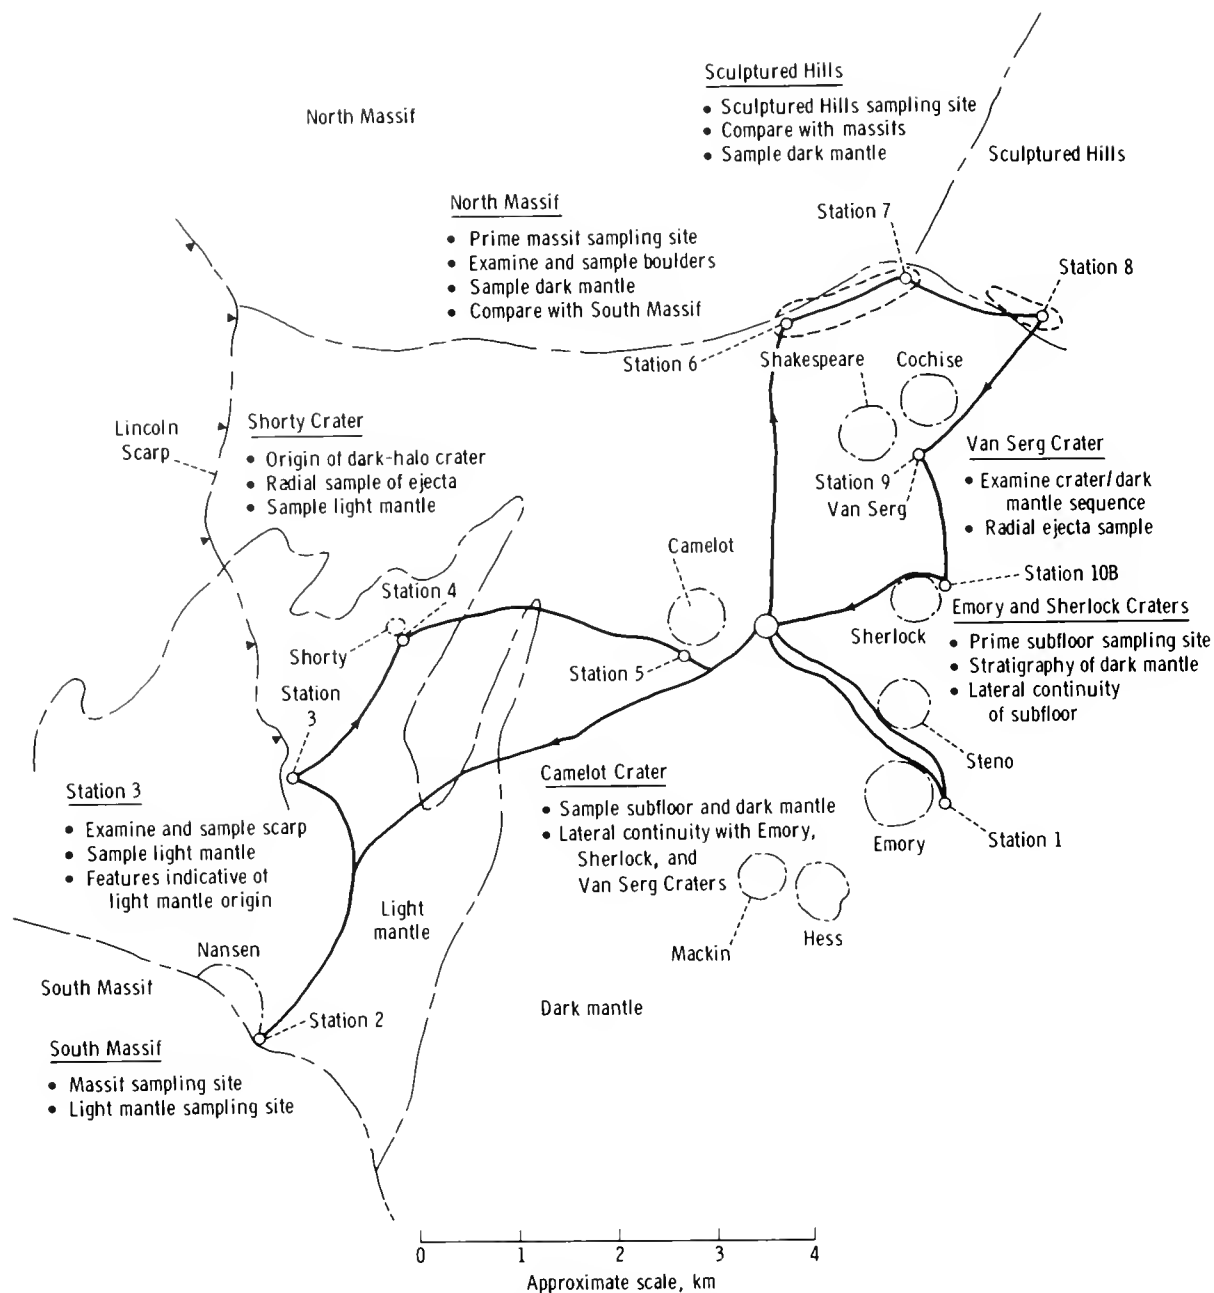 Sculptured Hills
• Sculptured Hills sampling site
• Compare with massits
• Sample dark mantle
North Massif
Sculptured Hills
North Massif
• Prime massit sampling site
• Examine and sample boulders
• Sample dark mantle
• Compare with South Massif
Station 7
Station 8
Station 6
Shakespeare
Cochise
Lincoln
Scarp
Shorty Crater
• Origin of dark-halo crater
• Radial sample of ejecta
• Sample light mantle
Van Serg Crater
• Examine crater/dark
mantle sequence
• Radial ejecta sample
Station 9
Van Serg
Camelot
Station 4
Station 10B
Shorty
Sherlock
Emory and Sherlock Craters
• Prime subfloor sampling site
• Stratigraphy of dark mantle
• Lateral continuity
of subfloor
Station 5
Station
3
Steno
Station 3
• Examine and sample scarp
• Sample light mantle
• Features indicative ot
light mantle origin
Camelot Crater
• Sample subfloor and dark mantle
• Lateral continuity with Emory,
Sherlock, and
Van Serg Craters
Emory
Station 1
Light
mantle
Mackin
Hess
Nansen
South Massif
Dark mantle
Station 2
South Massif
• Massit sampling site
• Light mantle sampling site
0 1 2 3 4
Approximate scale, km